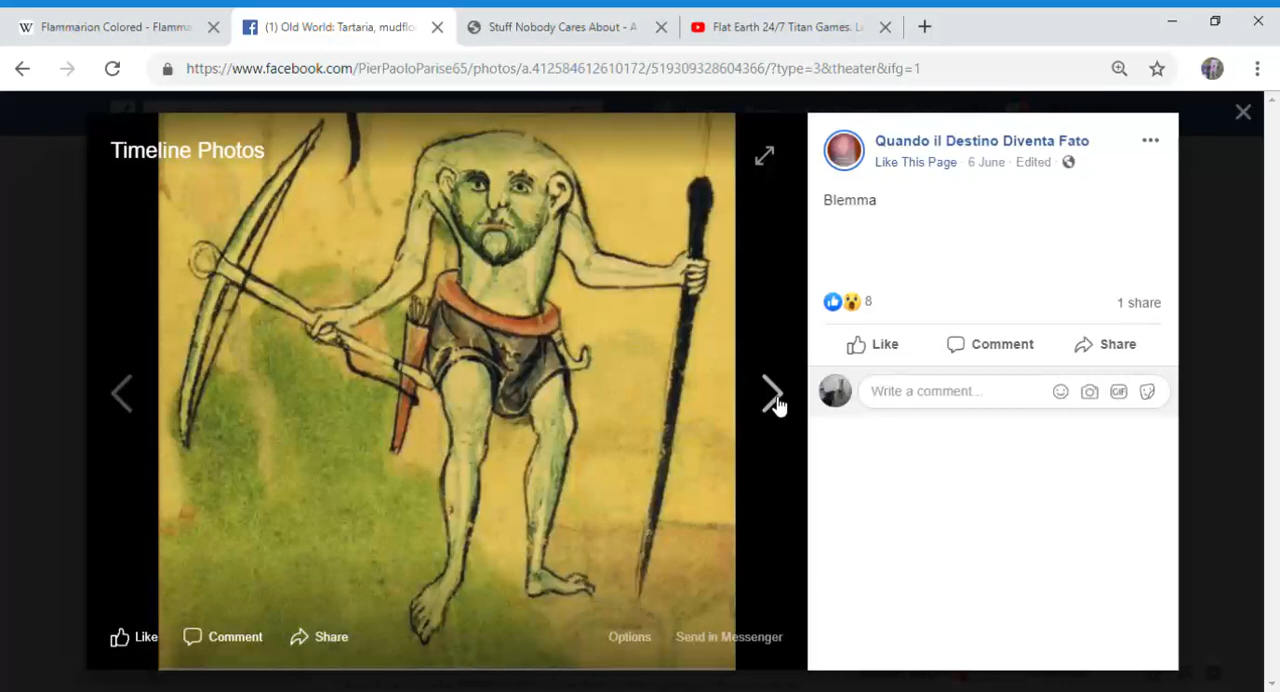 Flammarion Colored - Flamma
(1) Old World: Tartaria, mudflo
Stuff Nobody Cares About - A
Flat Earth 24/7 Titan Games. Le
https://www.facebook.com/PierPaoloParise65/photos/a.412584612610172/519309328604366/?type=3&theater&ifg=1
Timeline Photos
Quando il Destino Diventa Fato
Like This Page · 6 June · Edited ·
Blemma
8
1 share
Like Comment Share
Write a comment...
GIF
Like Comment Share Options Send in Messenger